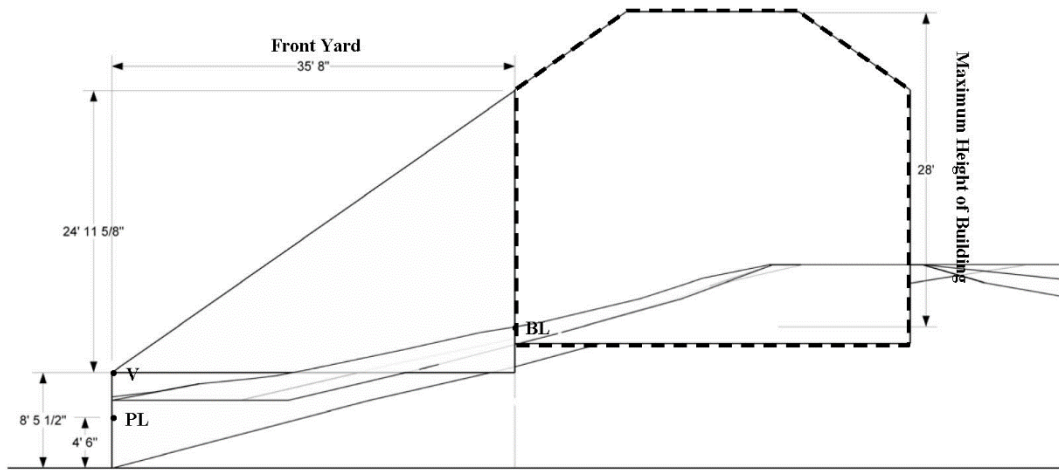 Front Yard
35' 8"
Maximum Height of Building
28'
24' 11 5/8"
BL
V
8' 5 1/2"
PL
4' 6"